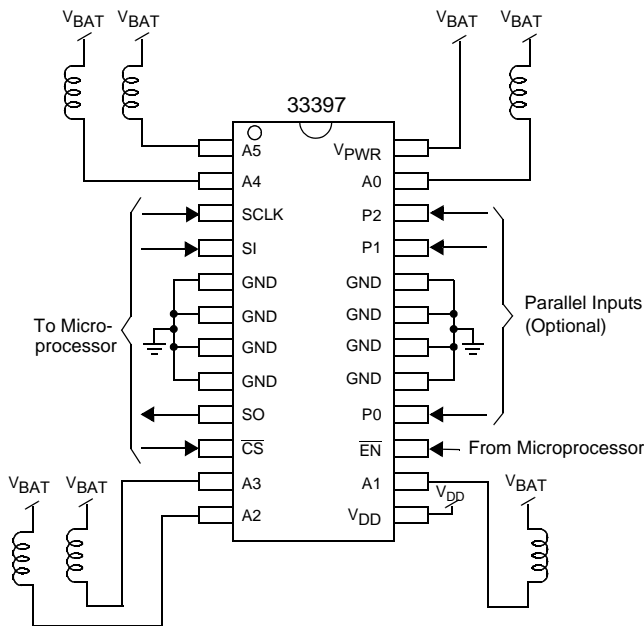 VBAT
VBAT
VBAT
VBAT
33397
A5
VPWR
A4
A0
SCLK
P2
SI
P1
GND
GND
GND
GND
GND
GND
GND
GND
To Micro-
processor
Parallel Inputs
(Optional)
SO
P0
CS
EN
From Microprocessor
A3
A1
A2
VDD
VDD
VBAT
VBAT
VBAT